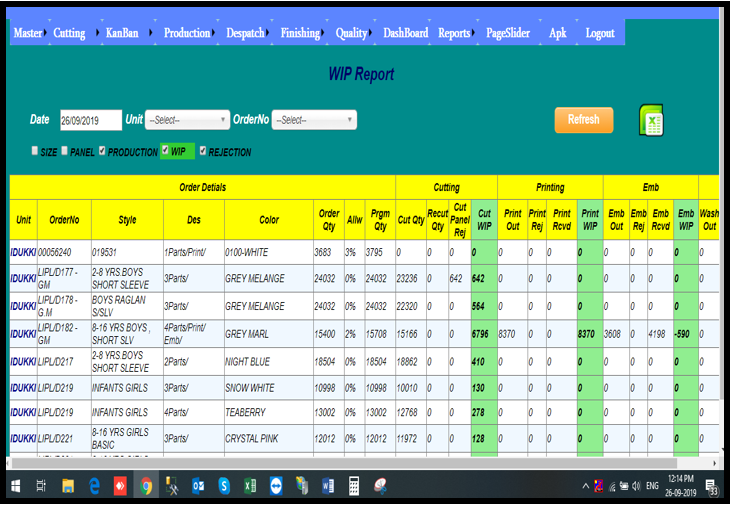 Master Cutting KanBan Production Despatch Finishing Quality DashBoard Reports PageSlider Apk Logout
WIP Report
Date 26/09/2019 Unit --Select-- OrderNo --Select-- Refresh
SIZE PANEL PRODUCTION WIP REJECTION
Order Detials Cutting Printing Emb
Unit OrderNo Style Des Color Order Qty Allw Prgm Qty Cut Qty Recut Qty Cut Panel Rej Cut WIP Print Out Print Rej Print Rcvd Print WIP Emb Out Emb Rej Emb Rcvd Emb WIP Wash Out
IDUKKI 00056240 019531 1Parts/Print/ 0100-WHITE 3683 3% 3795 0 0 0 0 0 0 0 0 0 0 0 0 0
IDUKKI LIPL/D177 - GM 2-8 YRS.BOYS SHORT SLEEVE 3Parts/ GREY MELANGE 24032 0% 24032 23236 0 642 642 0 0 0 0 0 0 0 0 0
IDUKKI LIPL/D178 - G.M BOYS RAGLAN S/SLV 3Parts/ GREY MELANGE 24032 0% 24032 22320 0 0 564 0 0 0 0 0 0 0 0 0
IDUKKI LIPL/D182 - GM 8-16 YRS BOYS , SHORT SLV 4Parts/Print/ Emb/ GREY MARL 15400 2% 15708 15166 0 0 6796 8370 0 0 8370 3608 0 4198 -590 0
IDUKKI LIPL/D217 2-8 YRS.BOYS SHORT SLEEVE 2Parts/ NIGHT BLUE 18504 0% 18504 18862 0 0 410 0 0 0 0 0 0 0 0 0
IDUKKI LIPL/D219 INFANTS GIRLS 3Parts/ SNOW WHITE 10998 0% 10998 10010 0 0 130 0 0 0 0 0 0 0 0 0
IDUKKI LIPL/D219 INFANTS GIRLS 4Parts/ TEABERRY 13002 0% 13002 12768 0 0 278 0 0 0 0 0 0 0 0 0
IDUKKI LIPL/D221 8-16 YRS GIRLS BASIC 3Parts/ CRYSTAL PINK 12012 0% 12012 11972 0 0 128 0 0 0 0 0 0 0 0 0
ENG 12:14 PM
26-09-2019 33